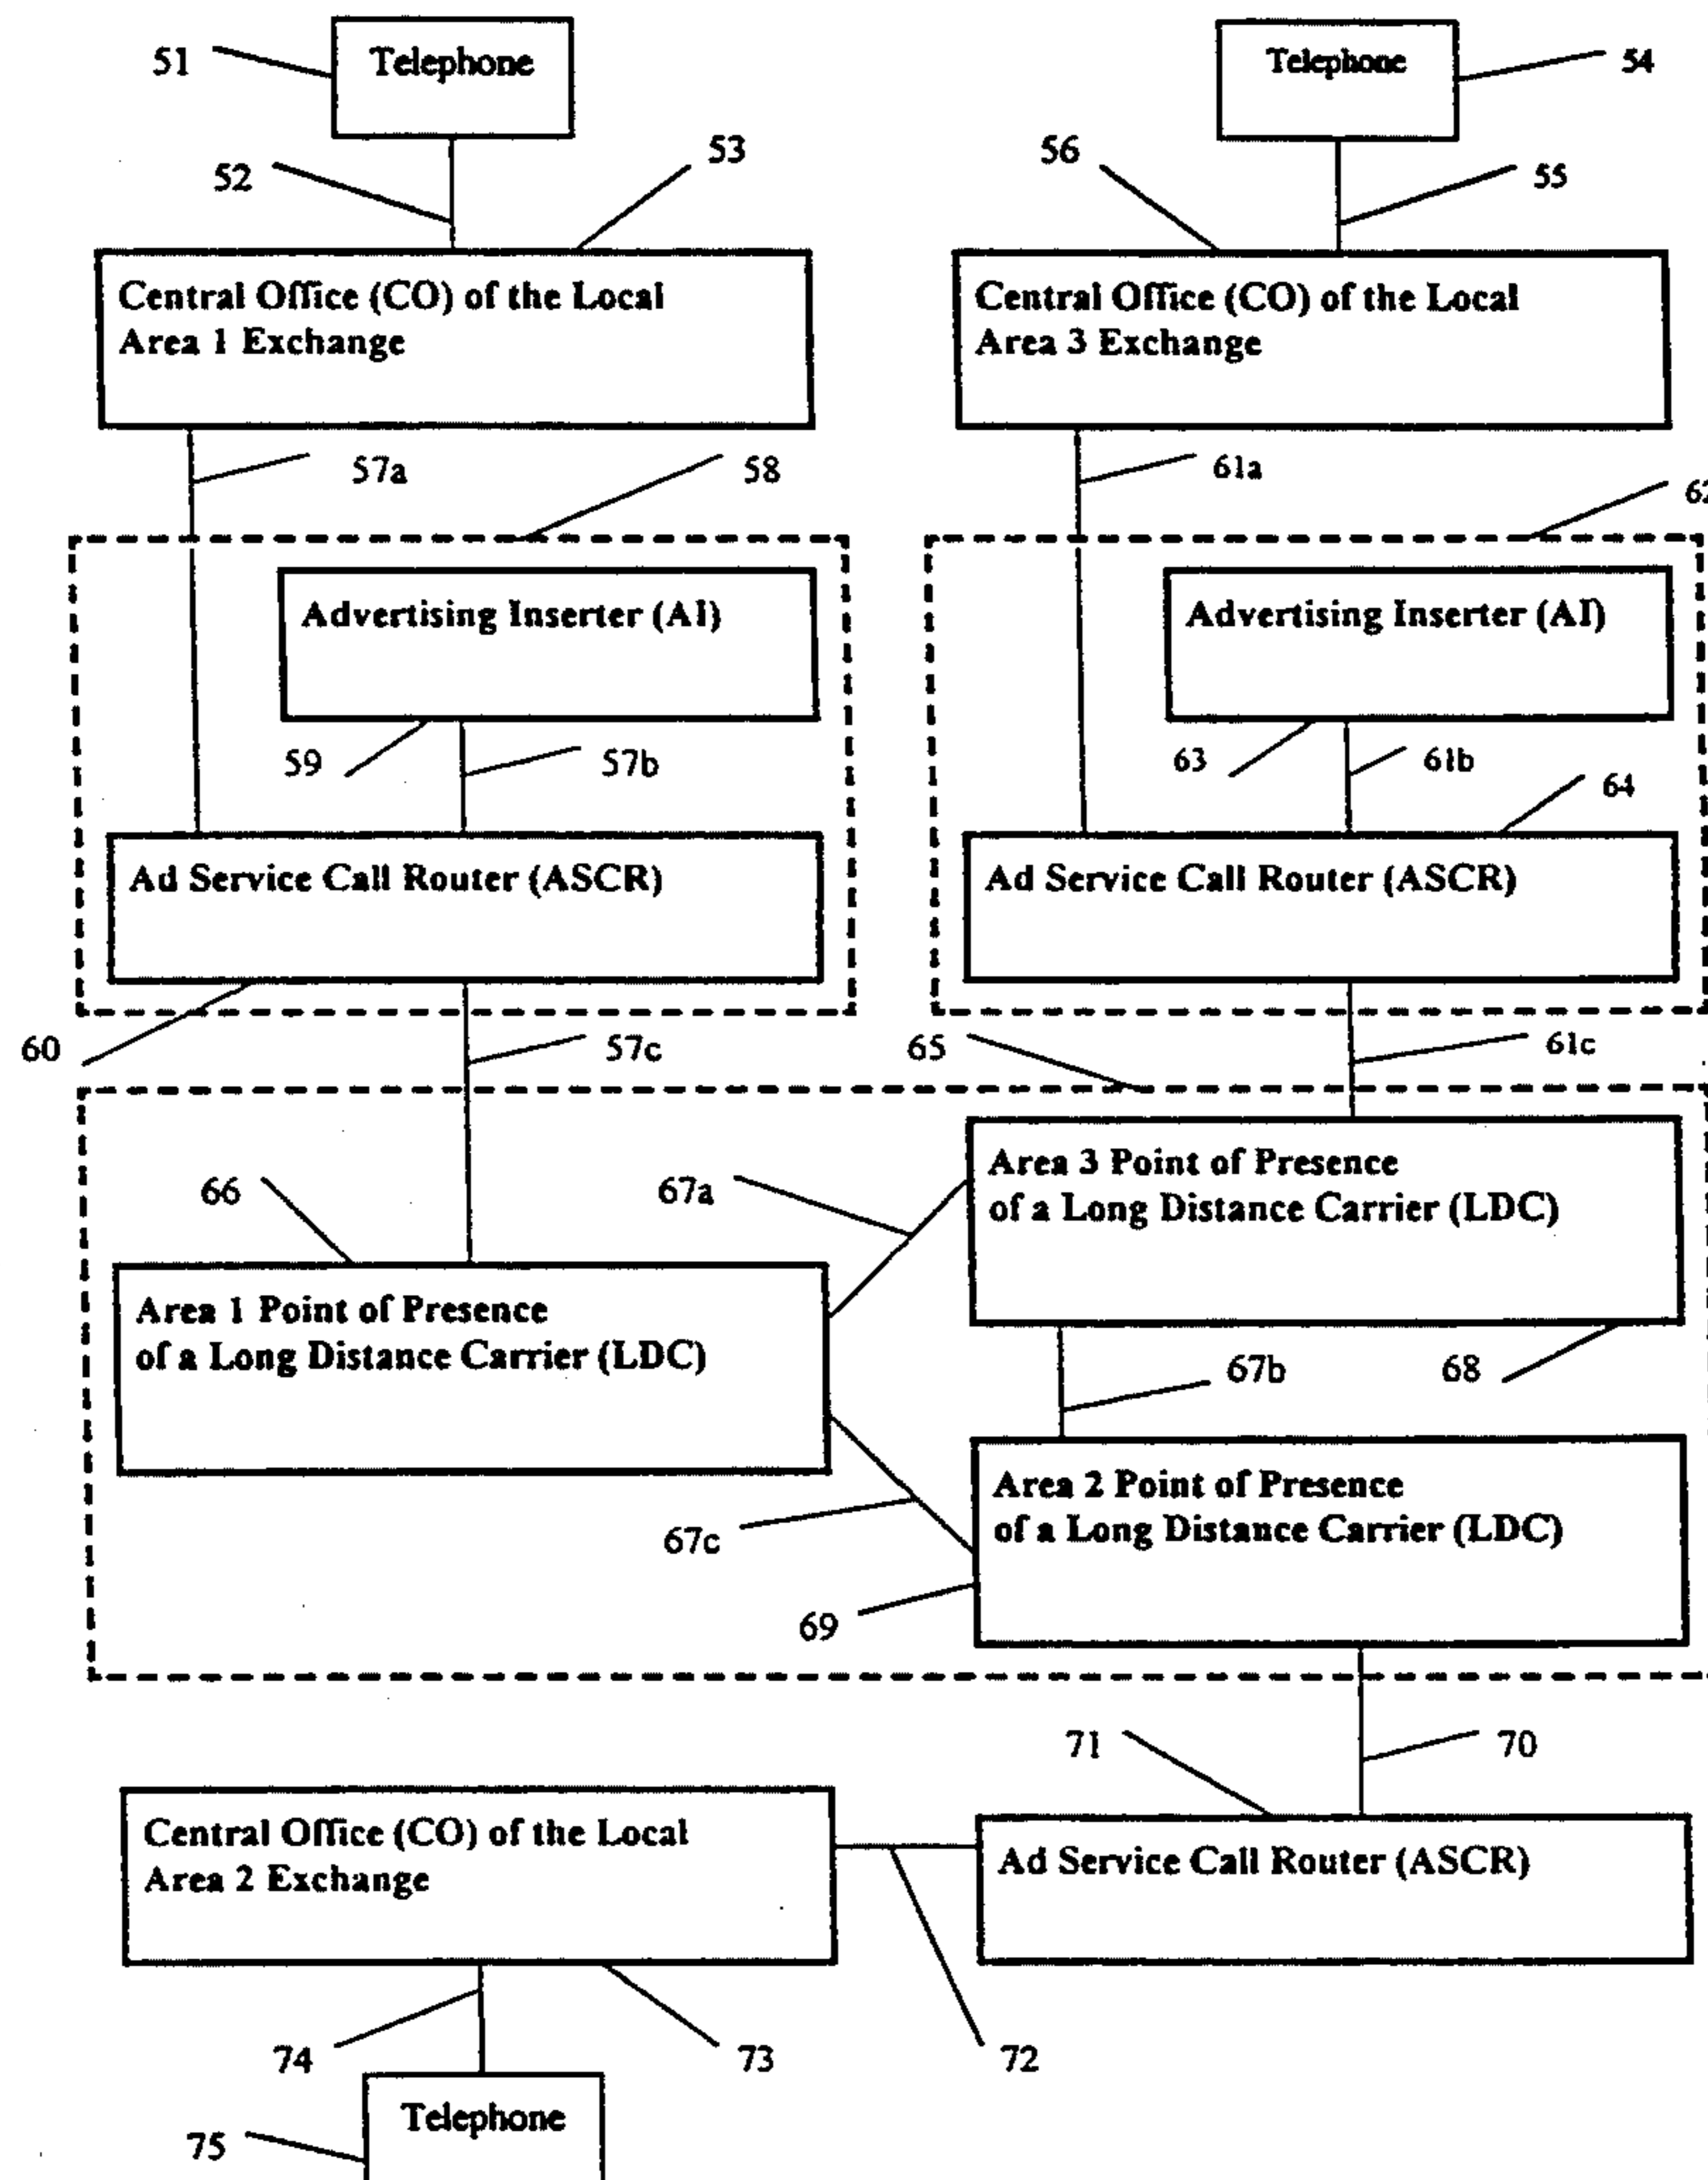 51
Telephone
Telephone
54
52
53
56
55
Central Office (CO) of the Local
Area 1 Exchange
Central Office (CO) of the Local
Area 3 Exchange
57a
58
61a
Advertising Inserter (AI)
Advertising Inserter (AI)
59
57b
63
61b
64
Ad Service Call Router (ASCR)
Ad Service Call Router (ASCR)
60
57c
65
61c
66
67a
Area 3 Point of Presence
of a Long Distance Carrier (LDC)
Area 1 Point of Presence
of a Long Distance Carrier (LDC)
67b
68
67c
Area 2 Point of Presence
of a Long Distance Carrier (LDC)
69
71
70
Central Office (CO) of the Local
Area 2 Exchange
Ad Service Call Router (ASCR)
74
73
72
Telephone
75